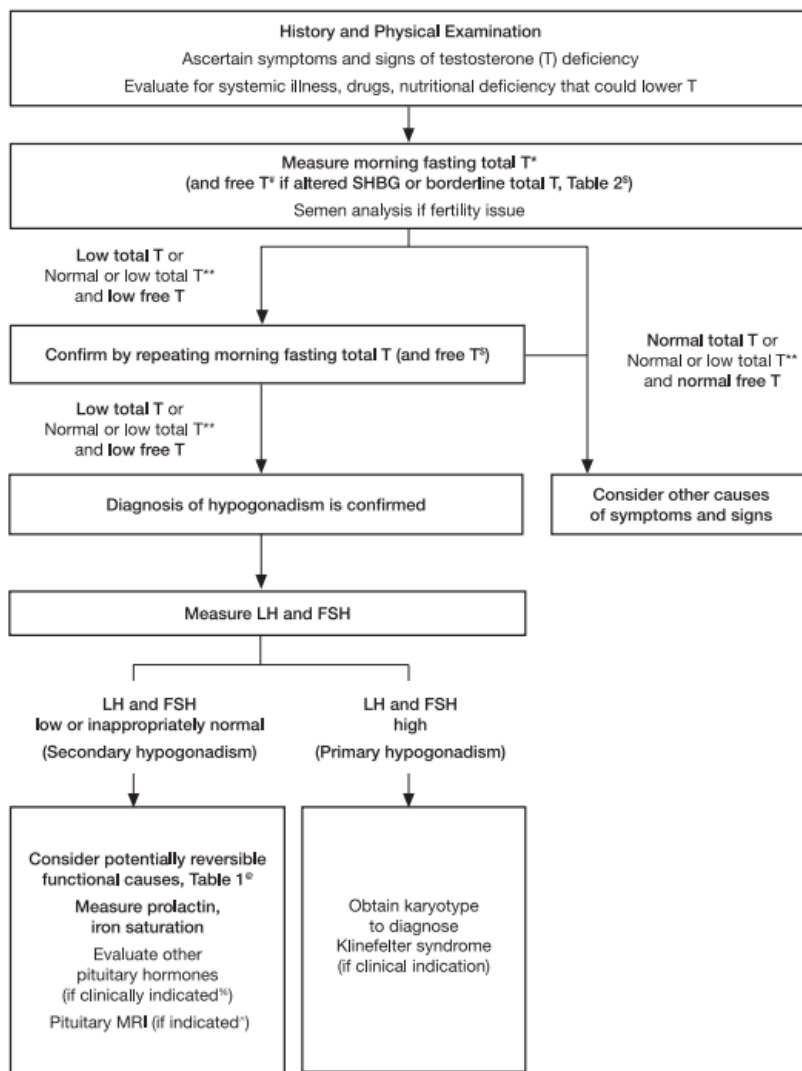 History and Physical Examination
Ascertain symptoms and signs of testosterone (T) deficiency
Evaluate for systemic illness, drugs, nutritional deficiency that could lower T
Measure morning fasting total T*
(and free T# if altered SHBG or borderline total T, Table 2$)
Semen analysis if fertility issue
Low total T or
Normal or low total T**
and low free T
Confirm by repeating morning fasting total T (and free T$)
Normal total T or
Normal or low total T**
and normal free T
Low total T or
Normal or low total T**
and low free T
Diagnosis of hypogonadism is confirmed
Consider other causes
of symptoms and signs
Measure LH and FSH
LH and FSH
low or inappropriately normal
(Secondary hypogonadism)
LH and FSH
high
(Primary hypogonadism)
Consider potentially reversible
functional causes, Table 1@
Measure prolactin,
iron saturation
Evaluate other
pituitary hormones
(if clinically indicated%)
Pituitary MRI (if indicated^)
Obtain karyotype
to diagnose
Klinefelter syndrome
(if clinical indication)